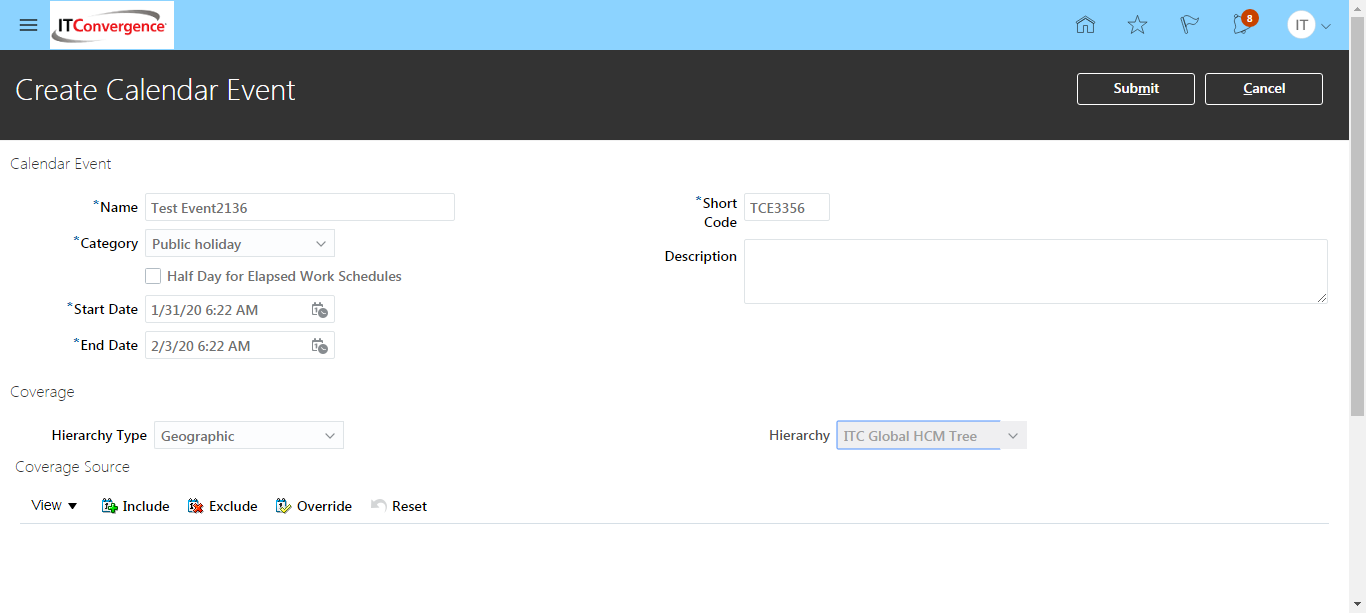 ITConvergence
8
IT
Create Calendar Event
Submit
Cancel
Calendar Event
*Name Test Event2136
*Short Code TCE3356
*Category Public holiday
Description
Half Day for Elapsed Work Schedules
*Start Date 1/31/20 6:22 AM
*End Date 2/3/20 6:22 AM
Coverage
Hierarchy Type Geographic
Hierarchy ITC Global HCM Tree
Coverage Source
View Include Exclude Override Reset